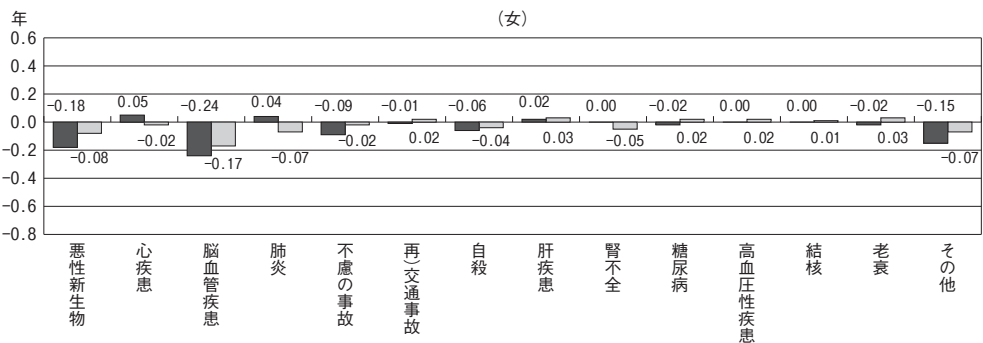 年
(女)
0.6
0.4
0.2
0.0
-0.2
-0.4
-0.6
-0.8
-0.18 0.05 -0.24 0.04 -0.09 -0.01 -0.06 0.02 0.00 -0.02 0.00 0.00 -0.02 -0.15
-0.08 -0.02 -0.17 -0.07 -0.02 0.02 -0.04 0.03 -0.05 0.02 0.02 0.01 0.03 -0.07
悪性新生物
心疾患
脳血管疾患
肺炎
不慮の事故
再)交通事故
自殺
肝疾患
腎不全
糖尿病
高血圧性疾患
結核
老衰
その他